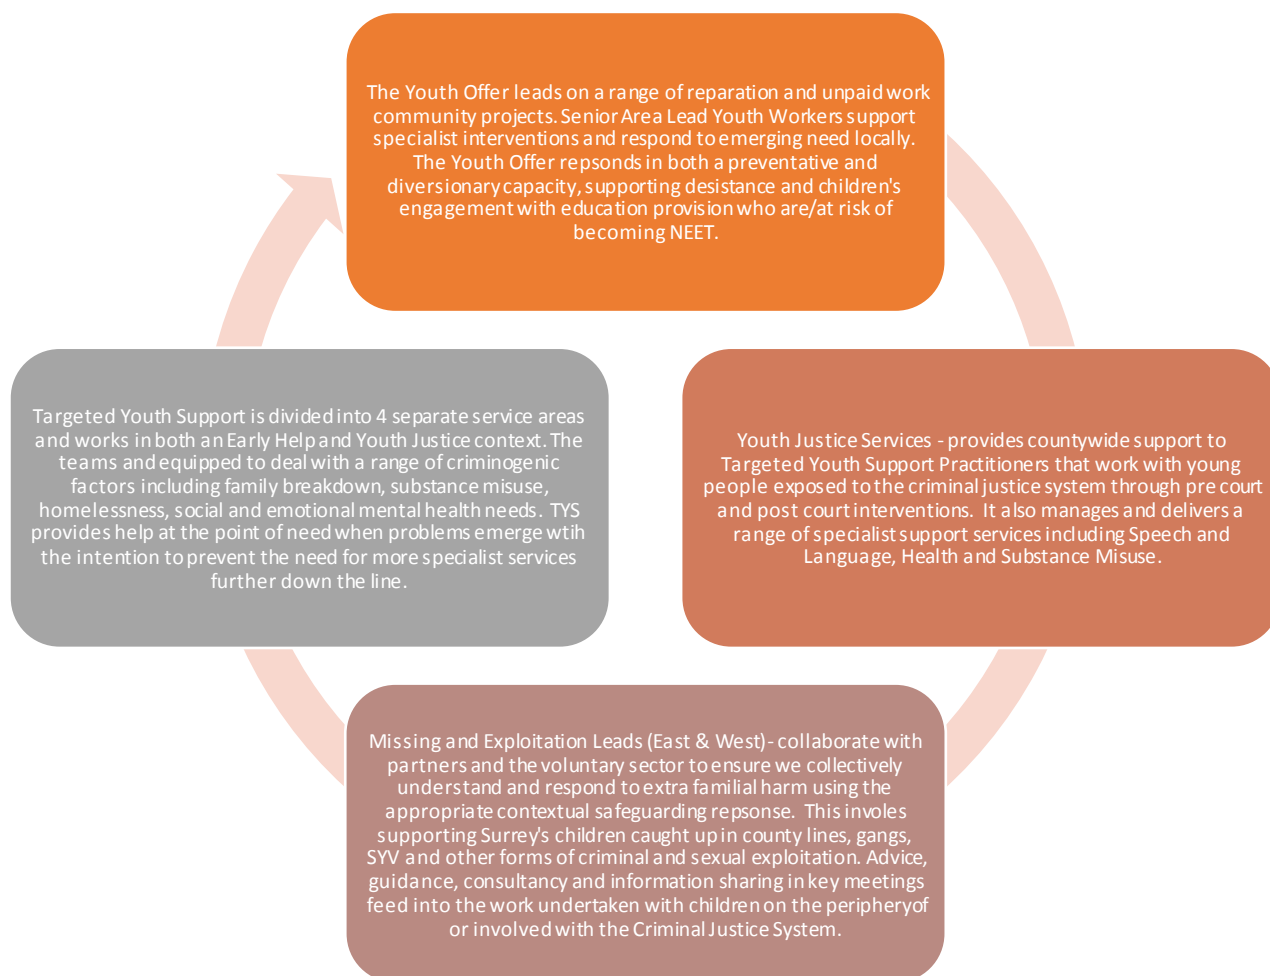 The Youth Offer leads on a range of reparation and unpaid work
community projects. Senior Area Lead Youth Workers support
specialist interventions and respond to emerging need locally.
The Youth Offer repsonds in both a preventative and
diversionary capacity, supporting desistance and children's
engagement with education provision who are/at risk of
becoming NEET.
Youth Justice Services - provides countywide support to
Targeted Youth Support Practitioners that work with young
people exposed to the criminal justice system through pre court
and post court interventions. It also manages and delivers a
range of specialist support services including Speech and
Language, Health and Substance Misuse.
Missing and Exploitation Leads (East & West)- collaborate with
partners and the voluntary sector to ensure we collectively
understand and respond to extra familial harm using the
appropriate contextual safeguarding repsonse. This involes
supporting Surrey's children caught up in county lines, gangs,
SYV and other forms of criminal and sexual exploitation. Advice,
guidance, consultancy and information sharing in key meetings
feed into the work undertaken with children on the peripheryof
or involved with the Criminal Justice System.
Targeted Youth Support is divided into 4 separate service areas
and works in both an Early Help and Youth Justice context. The
teams and equipped to deal with a range of criminogenic
factors including family breakdown, substance misuse,
homelessness, social and emotional mental health needs. TYS
provides help at the point of need when problems emerge wtih
the intention to prevent the need for more specialist services
further down the line.